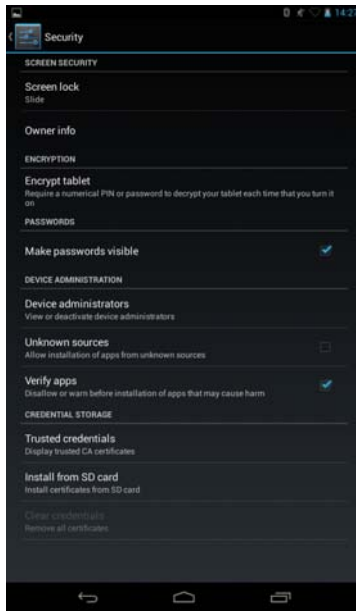 14:27
Security
SCREEN SECURITY
Screen lock
Slide
Owner info
ENCRYPTION
Encrypt tablet
Require a numerical PIN or password to decrypt your tablet each time that you turn it
on
PASSWORDS
Make passwords visible
DEVICE ADMINISTRATION
Device administrators
View or deactivate device administrators
Unknown sources
Allow installation of apps from unknown sources
Verify apps
Disallow or warn before installation of apps that may cause harm
CREDENTIAL STORAGE
Trusted credentials
Display trusted CA certificates
Install from SD card
Install certificates from SD card
Clear credentials
Remove all certificates